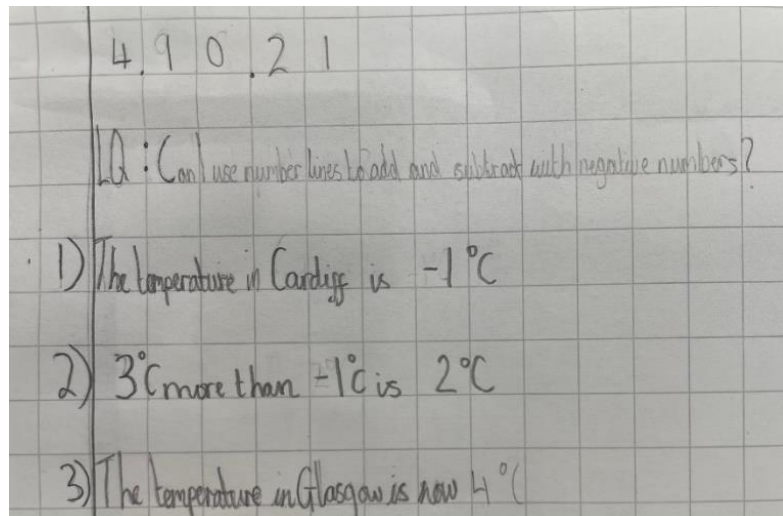 4.90.21
LQ: Can I use number lines to add and subtract with negative numbers?
1) The temperature in Cardiff is -1°C
2) 3°C more than -1°C is 2°C
3) The temperature in Glasgow is now 4°C